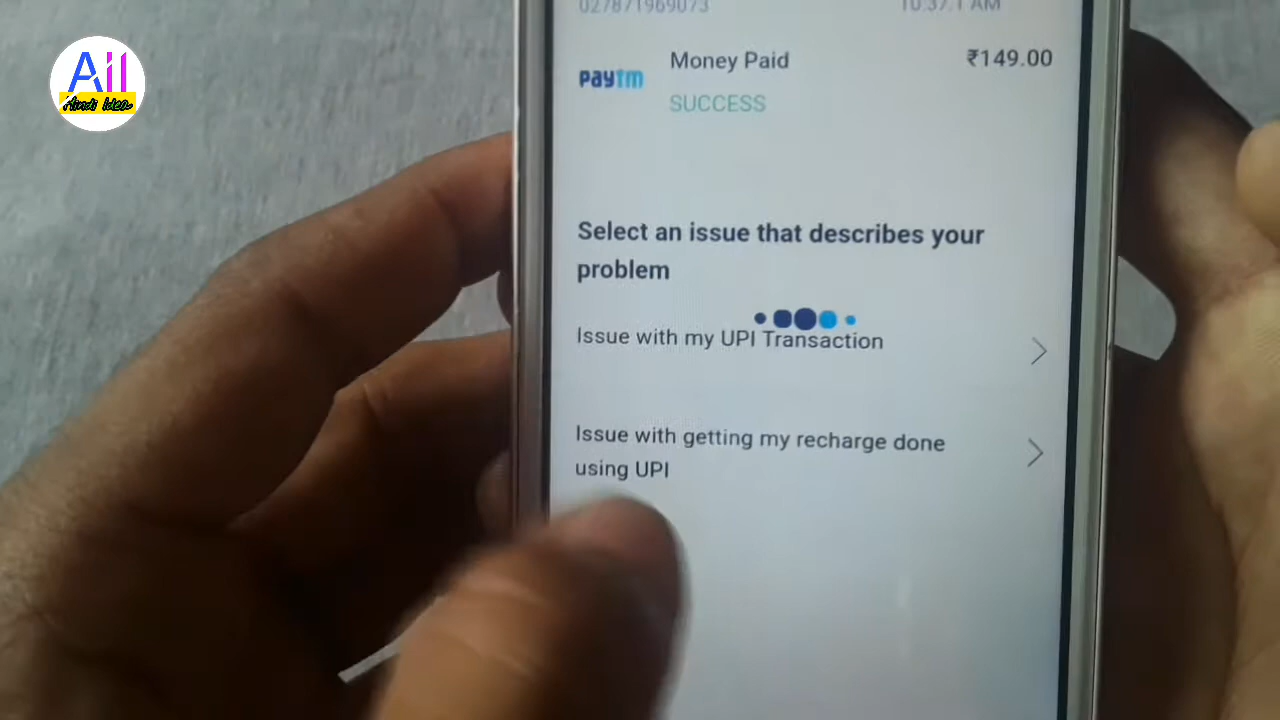 All
Hindi Idea
027871969073
10:37.1 AM
Money Paid
₹149.00
paytm
SUCCESS
Select an issue that describes your
problem
Issue with my UPI Transaction
Issue with getting my recharge done
using UPI